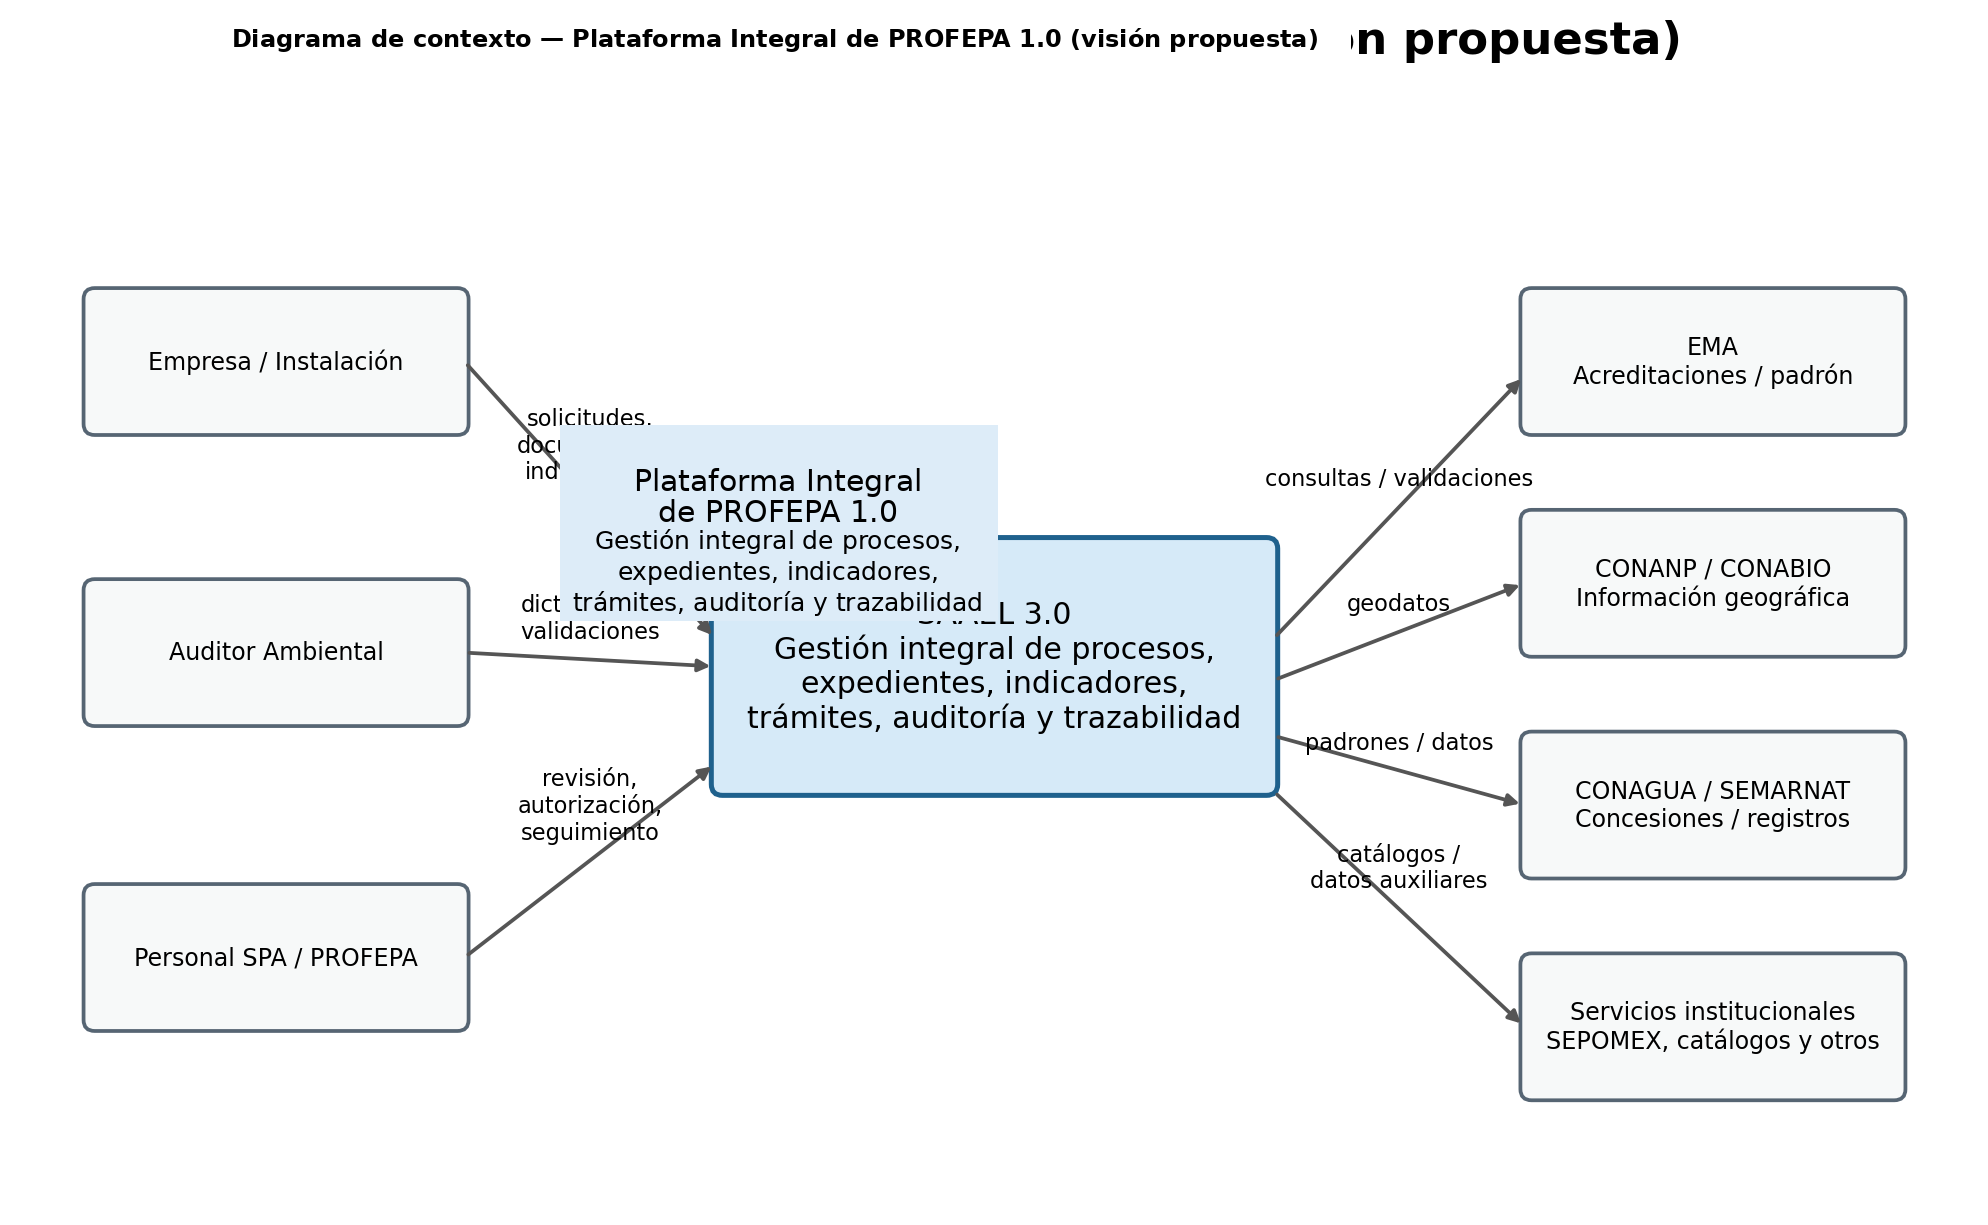 Diagrama de contexto — Plataforma Integral de PROFEPA 1.0 (visión propuesta)
n propuesta)
Empresa / Instalación
solicitudes,
Plataforma Integral
de PROFEPA 1.0
Gestión integral de procesos,
expedientes, indicadores,
trámites, auditoría y trazabilidad
Auditor Ambiental
validaciones
3.0
Gestión integral de procesos,
expedientes, indicadores,
trámites, auditoría y trazabilidad
revisión,
autorización,
seguimiento
Personal SPA / PROFEPA
EMA
Acreditaciones / padrón
consultas / validaciones
CONANP / CONABIO
Información geográfica
geodatos
padrones / datos
CONAGUA / SEMARNAT
Concesiones / registros
catálogos /
datos auxiliares
Servicios institucionales
SEPOMEX, catálogos y otros